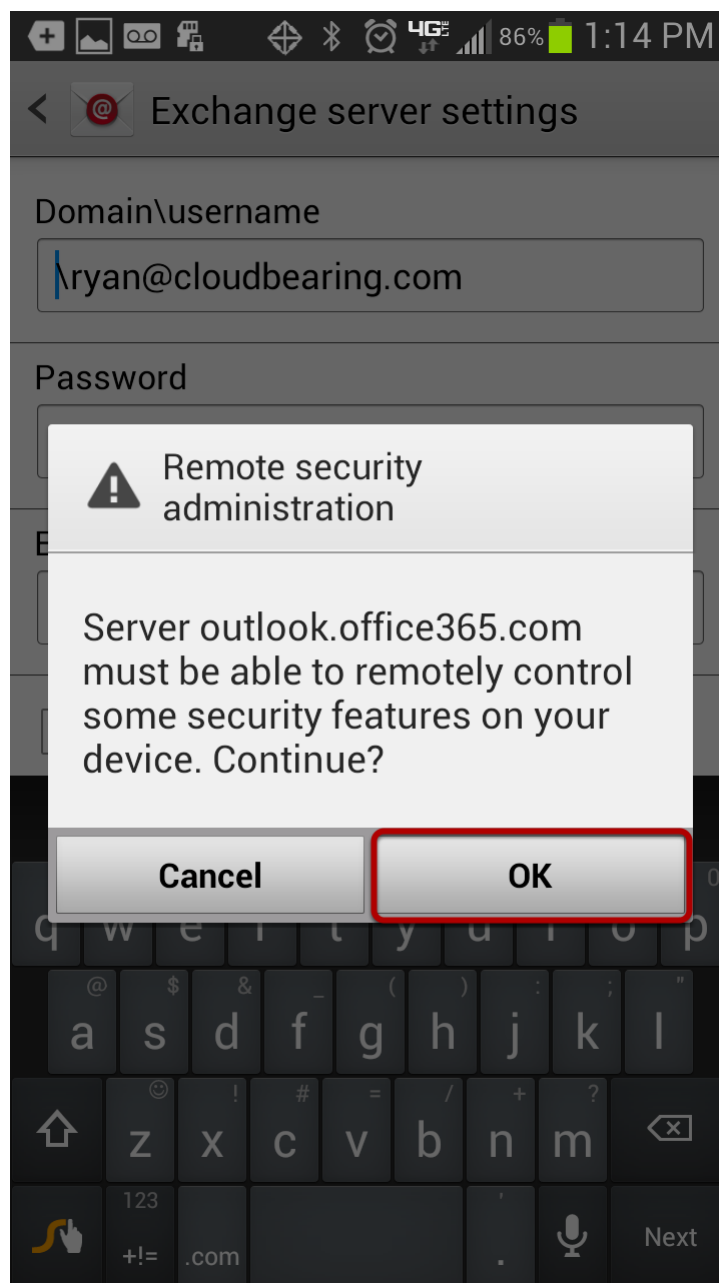 4G LTE 86% 1:14 PM
Exchange server settings
Domain\username
\ryan@cloudbearing.com
Password
E
Remote security
administration
Server outlook.office365.com
must be able to remotely control
some security features on your
device. Continue?
Cancel OK
0
q w e r t y u i o p
@ $ & _ ( ) : ; "
a s d f g h j k l
! # = / + ?
z x c v b n m
123 '
+!= .com . Next